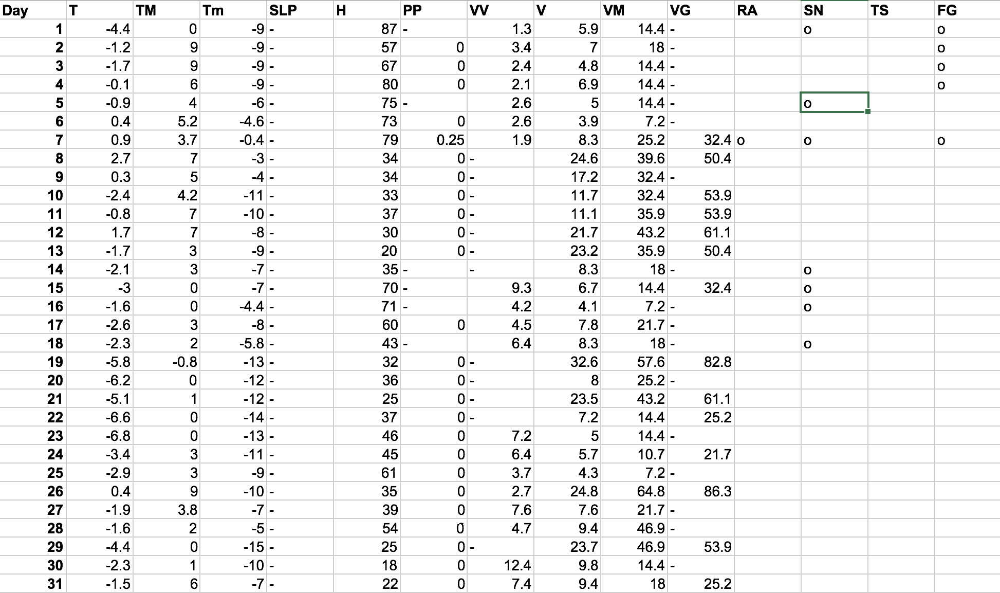 Day T TM Tm SLP H PP VV V VM VG RA SN TS FG
1 -4.4 0 -9 - 87 - 1.3 5.9 14.4 - o o
2 -1.2 9 -9 - 57 0 3.4 7 18 - o
3 -1.7 9 -9 - 67 0 2.4 4.8 14.4 - o
4 -0.1 6 -9 - 80 0 2.1 6.9 14.4 - o
5 -0.9 4 -6 - 75 - 2.6 5 14.4 - o
6 0.4 5.2 -4.6 - 73 0 2.6 3.9 7.2 -
7 0.9 3.7 -0.4 - 79 0.25 1.9 8.3 25.2 32.4 o o o
8 2.7 7 -3 - 34 0 - 24.6 39.6 50.4
9 0.3 5 -4 - 34 0 - 17.2 32.4 -
10 -2.4 4.2 -11 - 33 0 - 11.7 32.4 53.9
11 -0.8 7 -10 - 37 0 - 11.1 35.9 53.9
12 1.7 7 -8 - 30 0 - 21.7 43.2 61.1
13 -1.7 3 -9 - 20 0 - 23.2 35.9 50.4
14 -2.1 3 -7 - 35 - - 8.3 18 - o
15 -3 0 -7 - 70 - 9.3 6.7 14.4 32.4 o
16 -1.6 0 -4.4 - 71 - 4.2 4.1 7.2 - o
17 -2.6 3 -8 - 60 0 4.5 7.8 21.7 -
18 -2.3 2 -5.8 - 43 - 6.4 8.3 18 - o
19 -5.8 -0.8 -13 - 32 0 - 32.6 57.6 82.8
20 -6.2 0 -12 - 36 0 - 8 25.2 -
21 -5.1 1 -12 - 25 0 - 23.5 43.2 61.1
22 -6.6 0 -14 - 37 0 - 7.2 14.4 25.2
23 -6.8 0 -13 - 46 0 7.2 5 14.4 -
24 -3.4 3 -11 - 45 0 6.4 5.7 10.7 21.7
25 -2.9 3 -9 - 61 0 3.7 4.3 7.2 -
26 0.4 9 -10 - 35 0 2.7 24.8 64.8 86.3
27 -1.9 3.8 -7 - 39 0 7.6 7.6 21.7 -
28 -1.6 2 -5 - 54 0 4.7 9.4 46.9 -
29 -4.4 0 -15 - 25 0 - 23.7 46.9 53.9
30 -2.3 1 -10 - 18 0 12.4 9.8 14.4 -
31 -1.5 6 -7 - 22 0 7.4 9.4 18 25.2